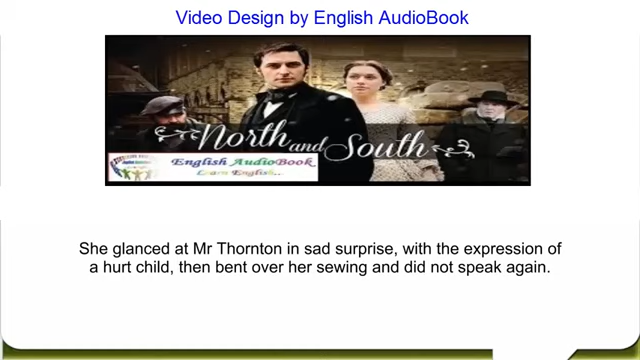 Video Design by English AudioBook
North and South
English AudioBook
Learn English...
She glanced at Mr Thornton in sad surprise, with the expression of
a hurt child, then bent over her sewing and did not speak again.